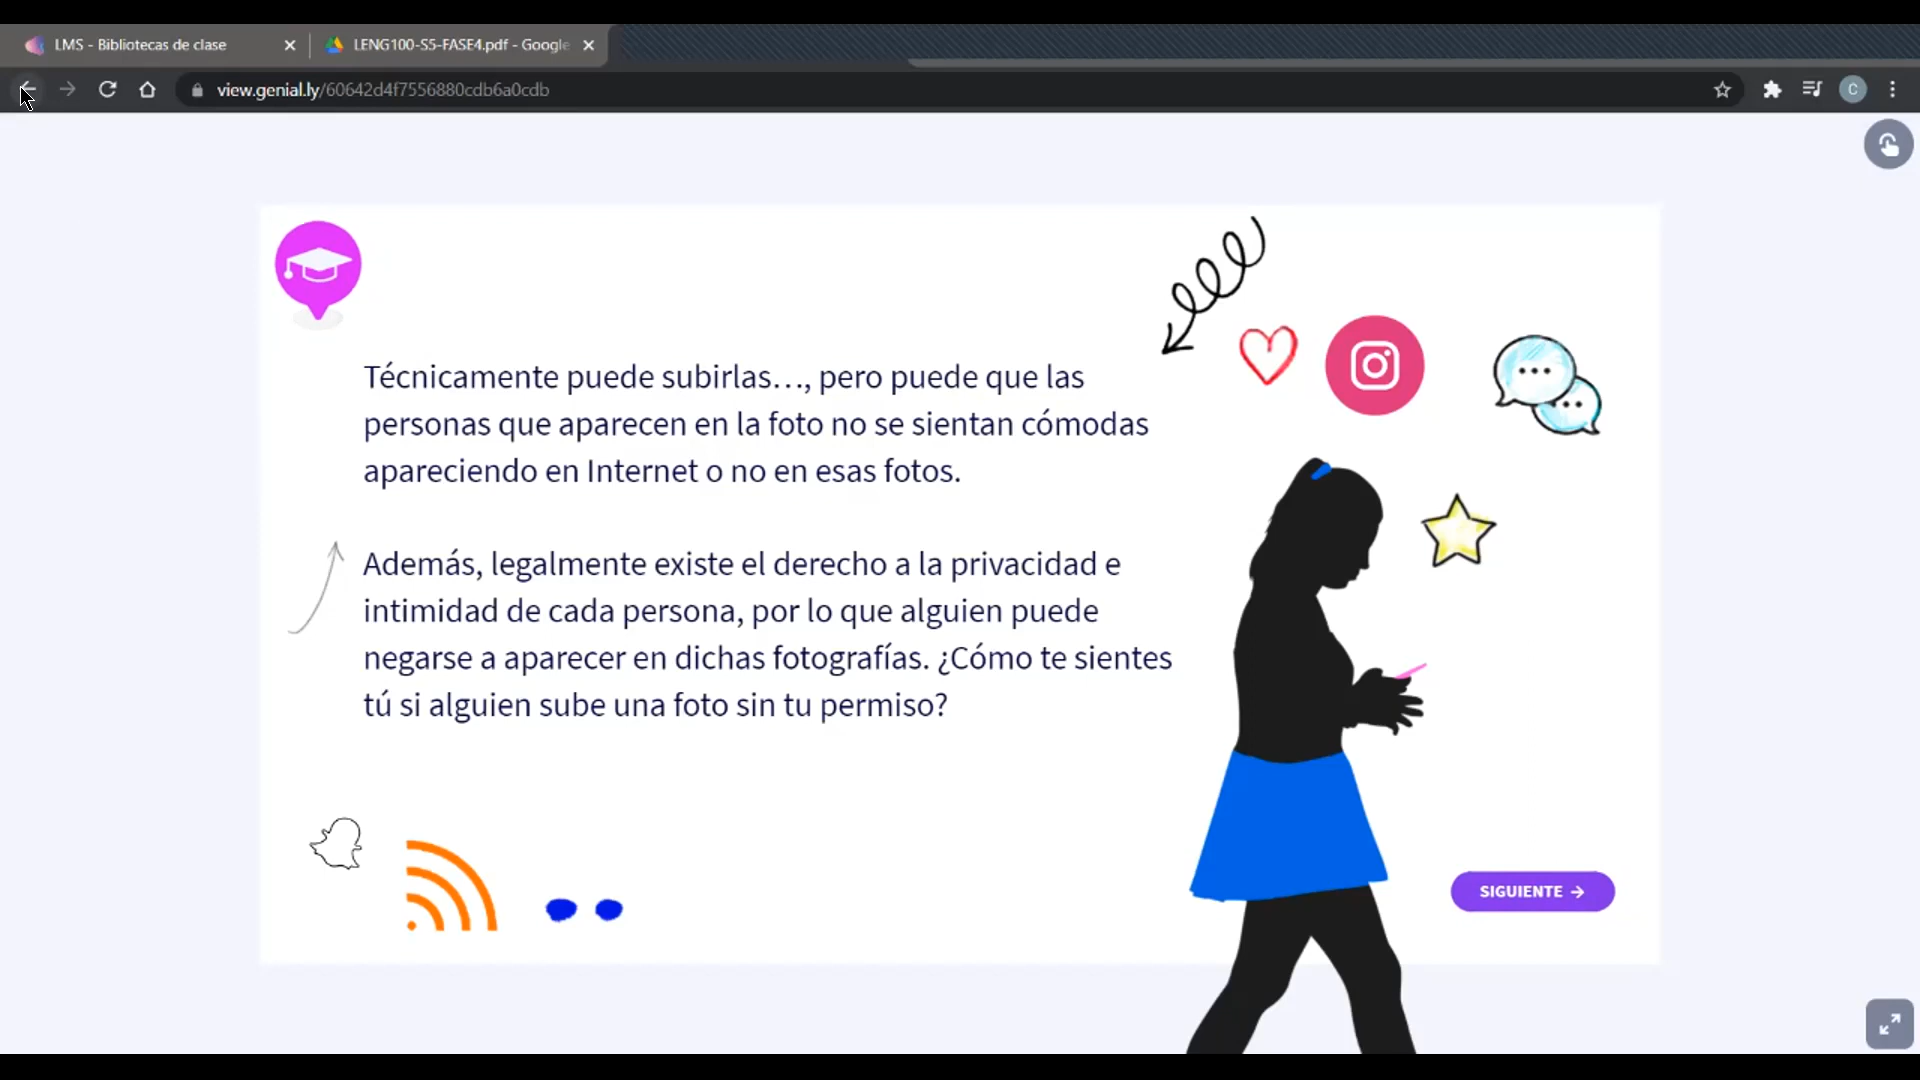 LMS - Bibliotecas de clase
LENG100-S5-FASE4.pdf - Google
view.genial.ly/60642d4f7556880cdb6a0cdb
C
Técnicamente puede subirlas…, pero puede que las
personas que aparecen en la foto no se sientan cómodas
apareciendo en Internet o no en esas fotos.
Además, legalmente existe el derecho a la privacidad e
intimidad de cada persona, por lo que alguien puede
negarse a aparecer en dichas fotografías. ¿Cómo te sientes
tú si alguien sube una foto sin tu permiso?
SIGUIENTE →